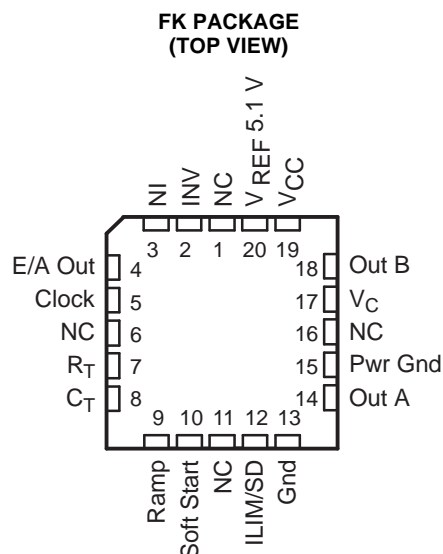 FK PACKAGE
(TOP VIEW)
NI
INV
NC
VREF 5.1 V
VCC
3
2
1
20
19
E/A Out 4
Clock 5
NC 6
RT 7
CT 8
18 Out B
17 VC
16 NC
15 Pwr Gnd
14 Out A
9
10
11
12
13
Ramp
Soft Start
NC
ILIM/SD
Gnd